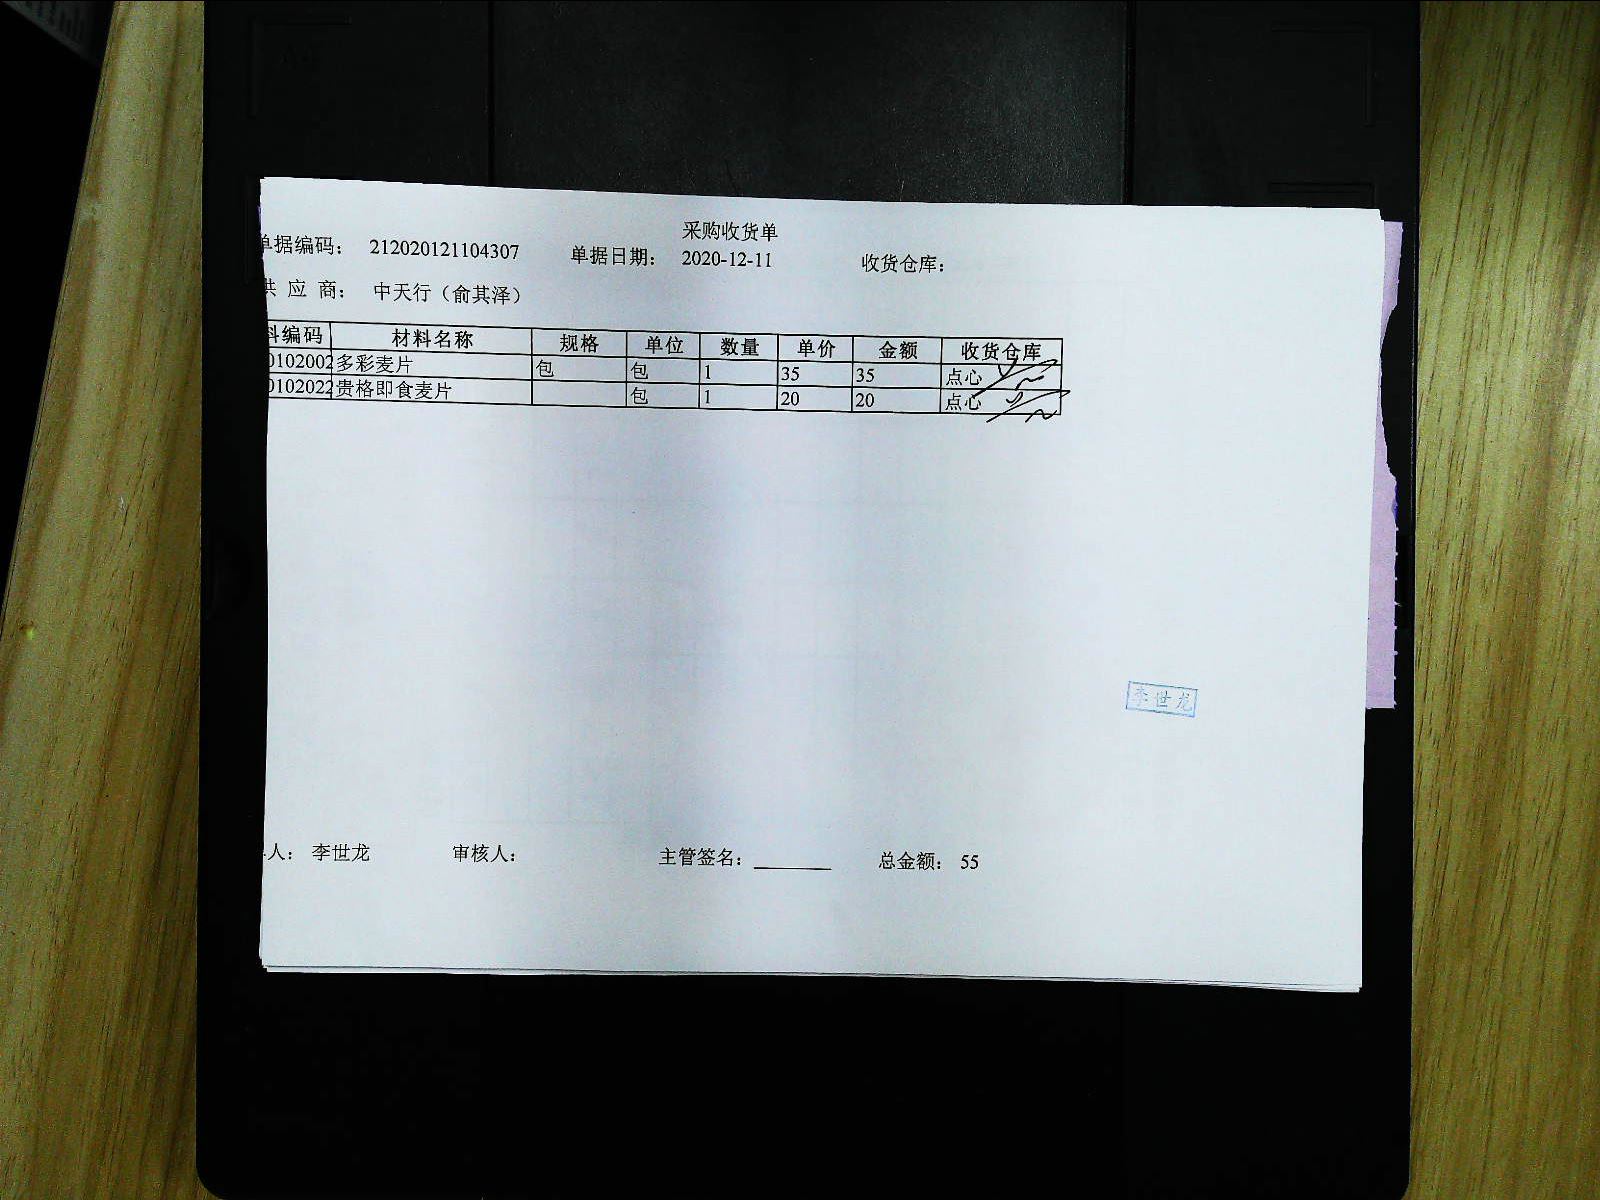 采购收货单
单据编码： 212020121104307 单据日期： 2020-12-11 收货仓库：
供 应 商： 中天行（俞其泽）
料编码 材料名称 规格 单位 数量 单价 金额 收货仓库
0102002 多彩麦片 包 包 1 35 35 点心
0102022 贵格即食麦片 包 1 20 20 点心
李世龙
人： 李世龙 审核人： 主管签名： 总金额： 55